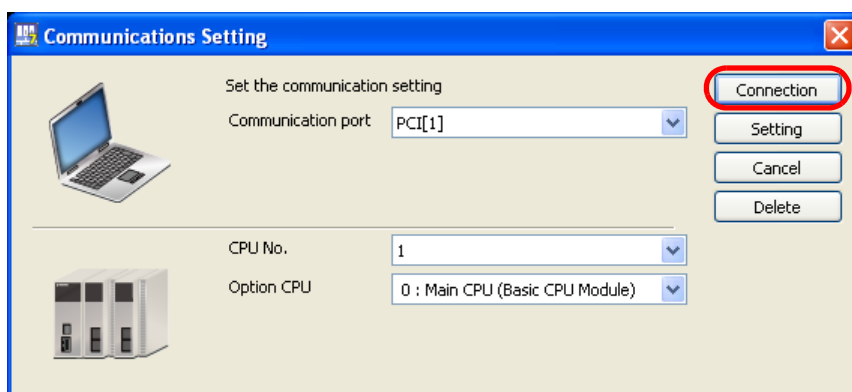 Communications Setting
Set the communication setting
Communication port
PCI[1]
Connection
Setting
Cancel
Delete
CPU No.
1
Option CPU
0 : Main CPU (Basic CPU Module)